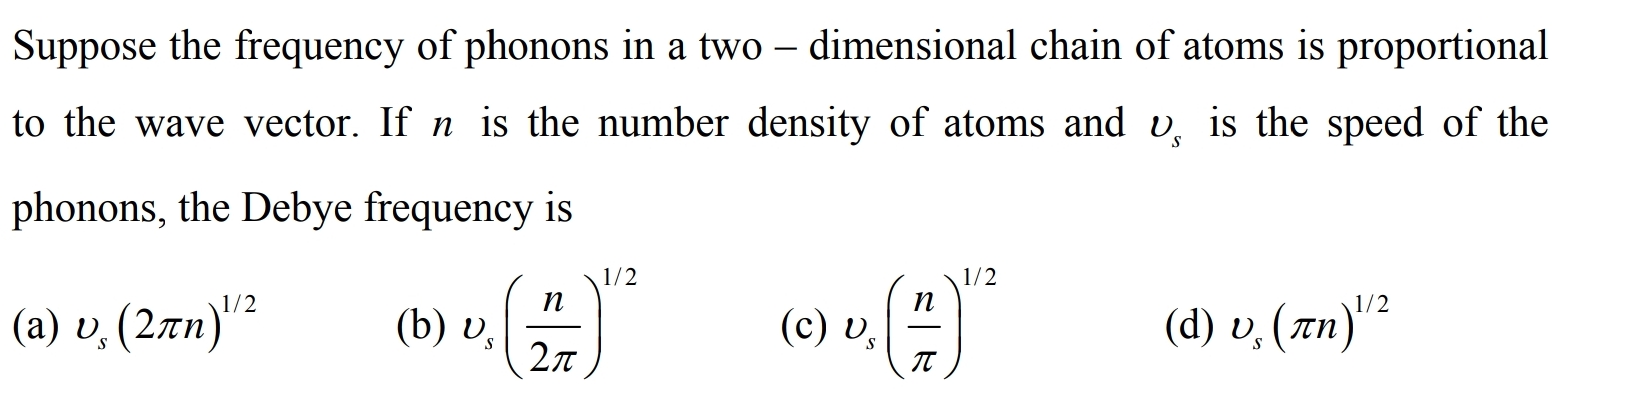 Suppose the frequency of phonons in a two – dimensional chain of atoms is proportional
to the wave vector. If n is the number density of atoms and υₛ is the speed of the
phonons, the Debye frequency is
(a) υₛ (2πn)^{1/2} (b) υₛ (n/2π)^{1/2} (c) υₛ (n/π)^{1/2} (d) υₛ (πn)^{1/2}